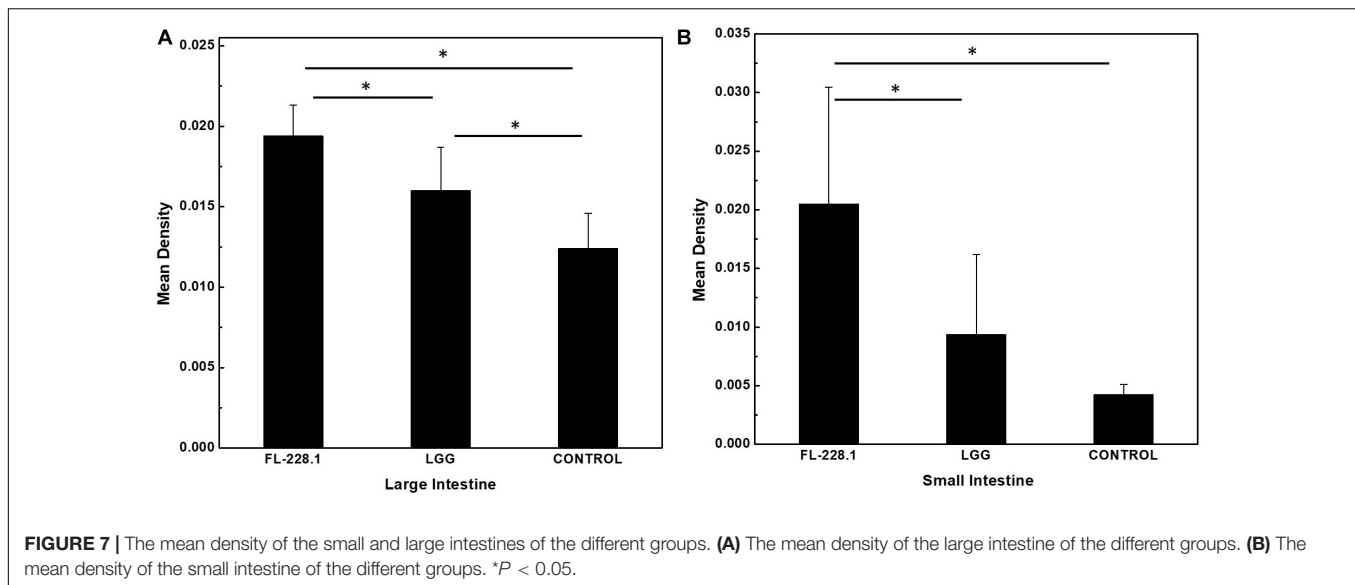 A
0.025
0.020
0.015
0.010
0.005
0.000
Mean Density
*
*
*
FL-228.1 LGG CONTROL
Large Intestine
B
0.035
0.030
0.025
0.020
0.015
0.010
0.005
0.000
Mean Density
*
*
FL-228.1 LGG CONTROL
Small Intestine
FIGURE 7 | The mean density of the small and large intestines of the different groups. (A) The mean density of the large intestine of the different groups. (B) The
mean density of the small intestine of the different groups. *P < 0.05.